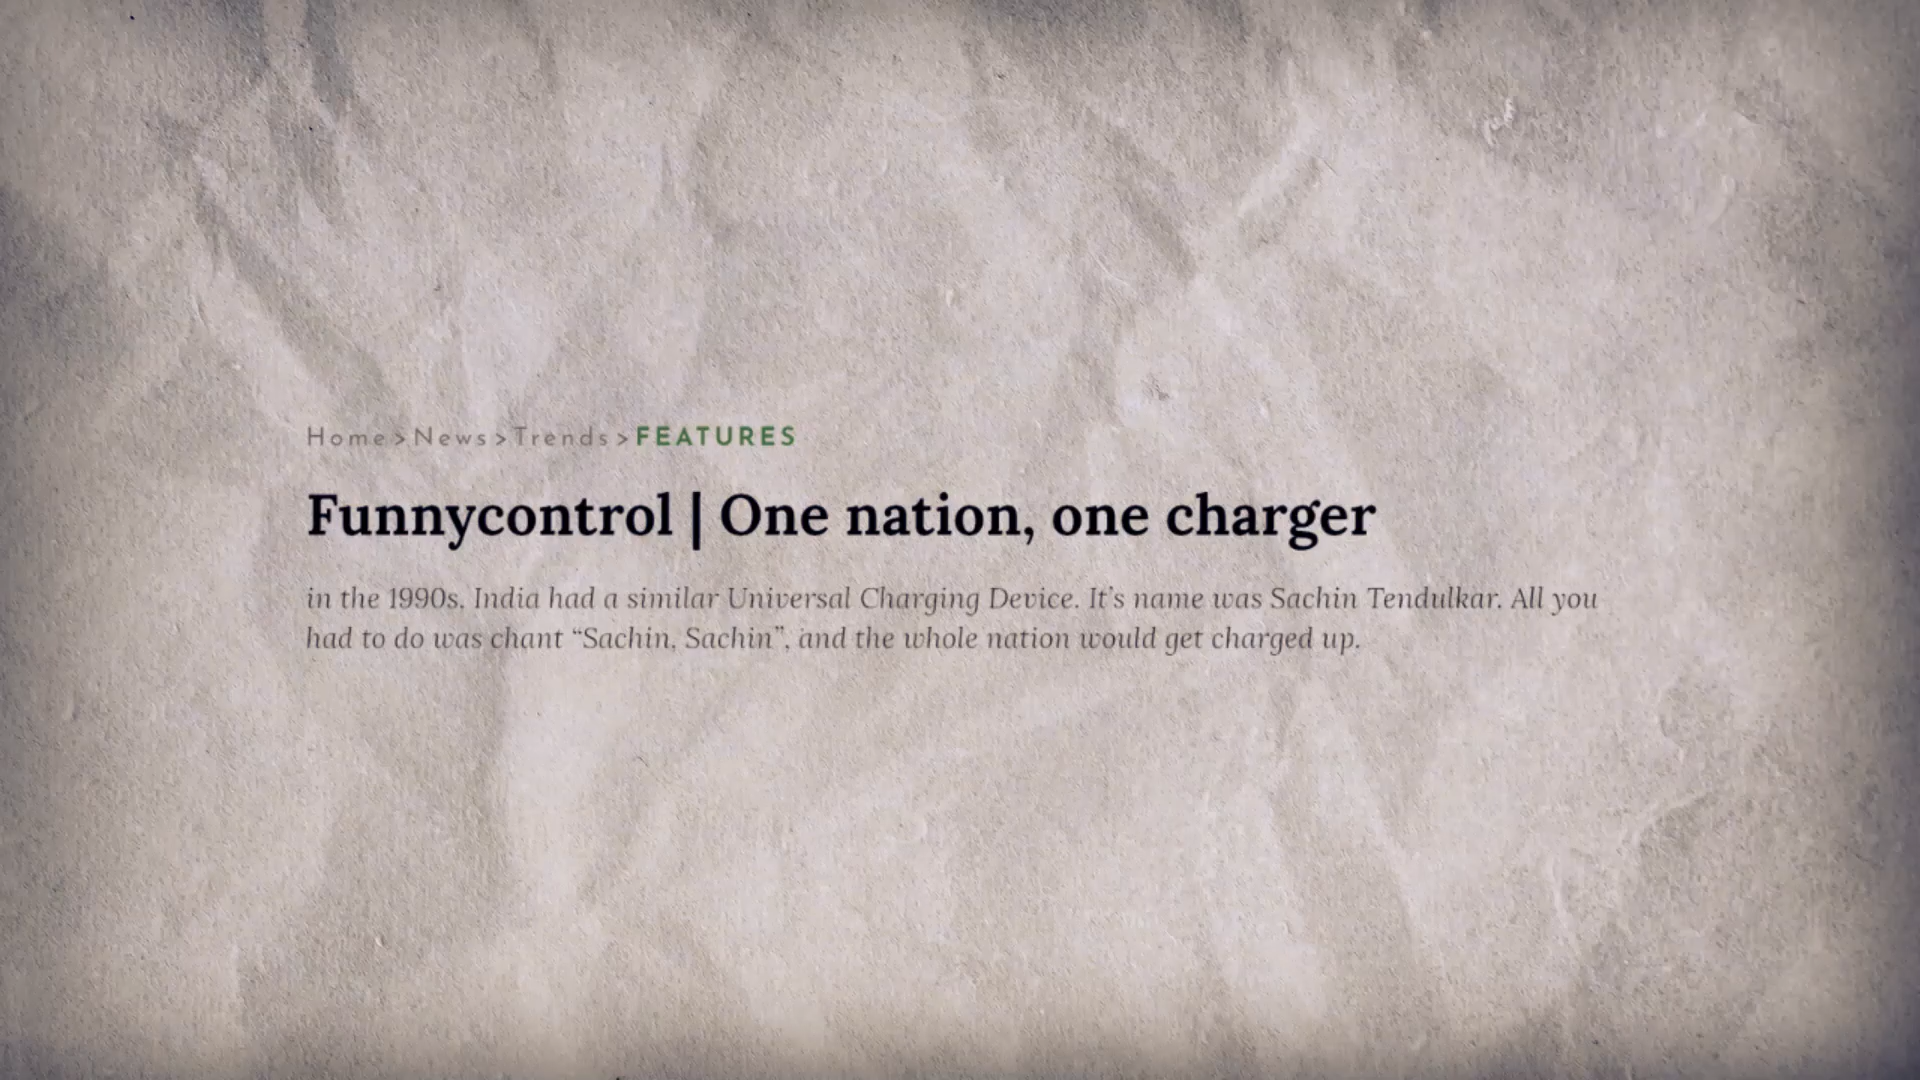 Home > News > Trends > FEATURES
Funnycontrol | One nation, one charger
in the 1990s, India had a similar Universal Charging Device. It’s name was Sachin Tendulkar. All you
had to do was chant “Sachin, Sachin”, and the whole nation would get charged up.